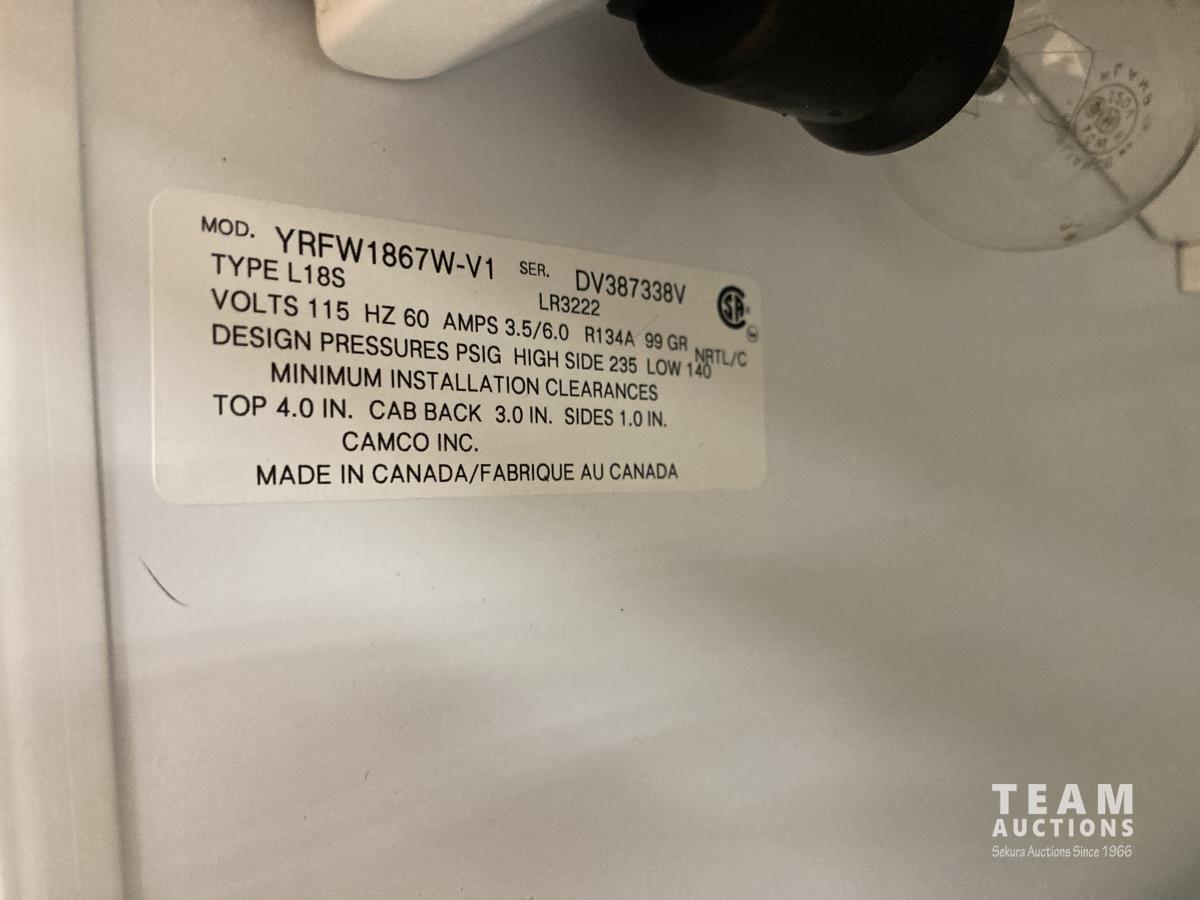 MOD. YRFW1867W-V1 SER. DV387338V
TYPE L18S LR3222
VOLTS 115 HZ 60 AMPS 3.5/6.0 R134A 99 GR
NRTL/C
DESIGN PRESSURES PSIG HIGH SIDE 235 LOW 140
MINIMUM INSTALLATION CLEARANCES
TOP 4.0 IN. CAB BACK 3.0 IN. SIDES 1.0 IN.
CAMCO INC.
MADE IN CANADA/FABRIQUE AU CANADA
TEAM
AUCTIONS
Sekura Auctions Since 1966